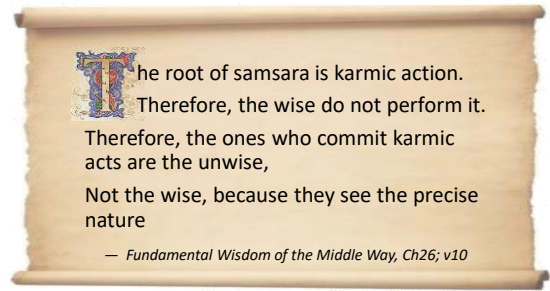 The root of samsara is karmic action.
Therefore, the wise do not perform it.
Therefore, the ones who commit karmic
acts are the unwise,
Not the wise, because they see the precise
nature
— Fundamental Wisdom of the Middle Way, Ch26; v10